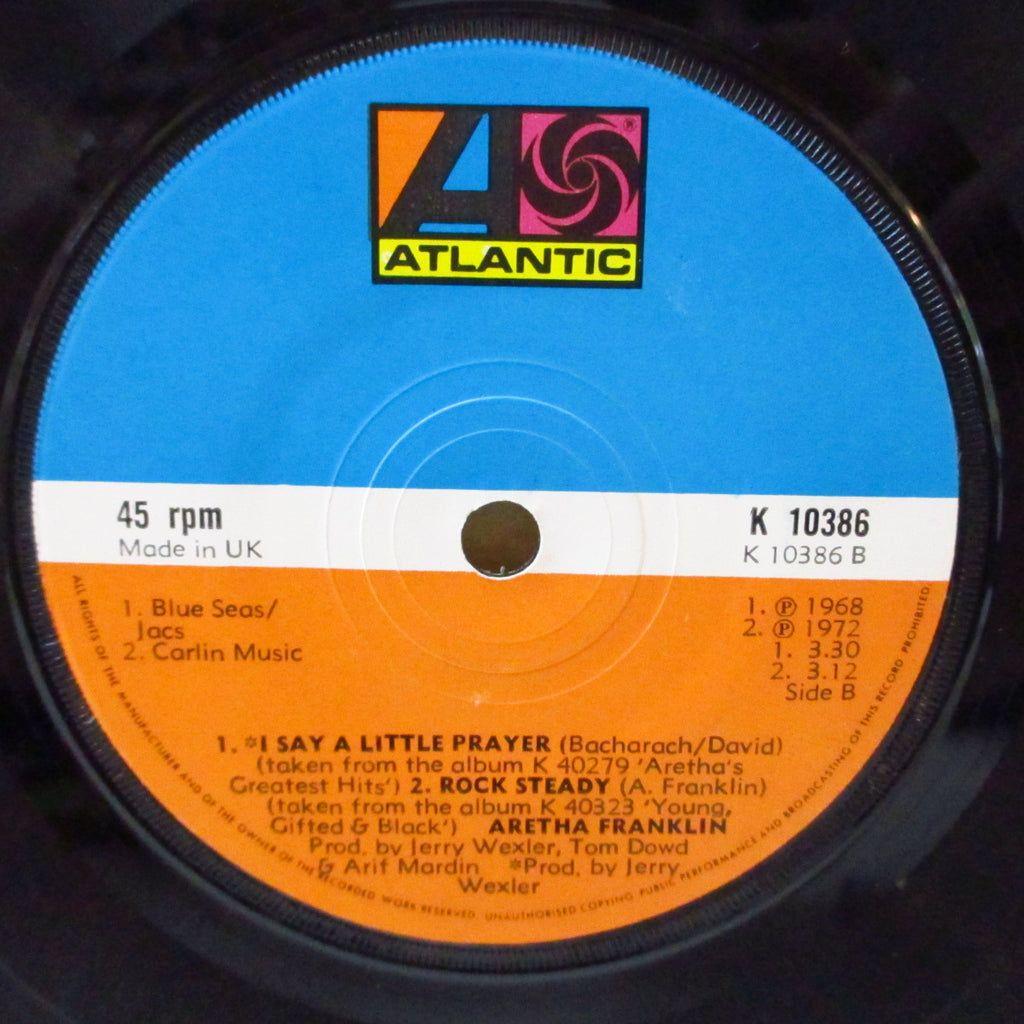 A
®
ATLANTIC
45 rpm
Made in UK
K 10386
K 10386 B
1. Blue Seas/
Jacs
2. Carlin Music
1. ℗ 1968
2. ℗ 1972
1. 3.30
2. 3.12
Side B
1. *I SAY A LITTLE PRAYER (Bacharach/David)
(taken from the album K 40279 'Aretha's
Greatest Hits') 2. ROCK STEADY (A. Franklin)
(taken from the album K 40323 'Young,
Gifted & Black') ARETHA FRANKLIN
Prod. by Jerry Wexler, Tom Dowd
& Arif Mardin *Prod. by Jerry
Wexler
ALL RIGHTS OF THE MANUFACTURER AND OF THE OWNER OF THE RECORDED WORK RESERVED. UNAUTHORISED COPYING PUBLIC PERFORMANCE AND BROADCASTING OF THIS RECORD PROHIBITED